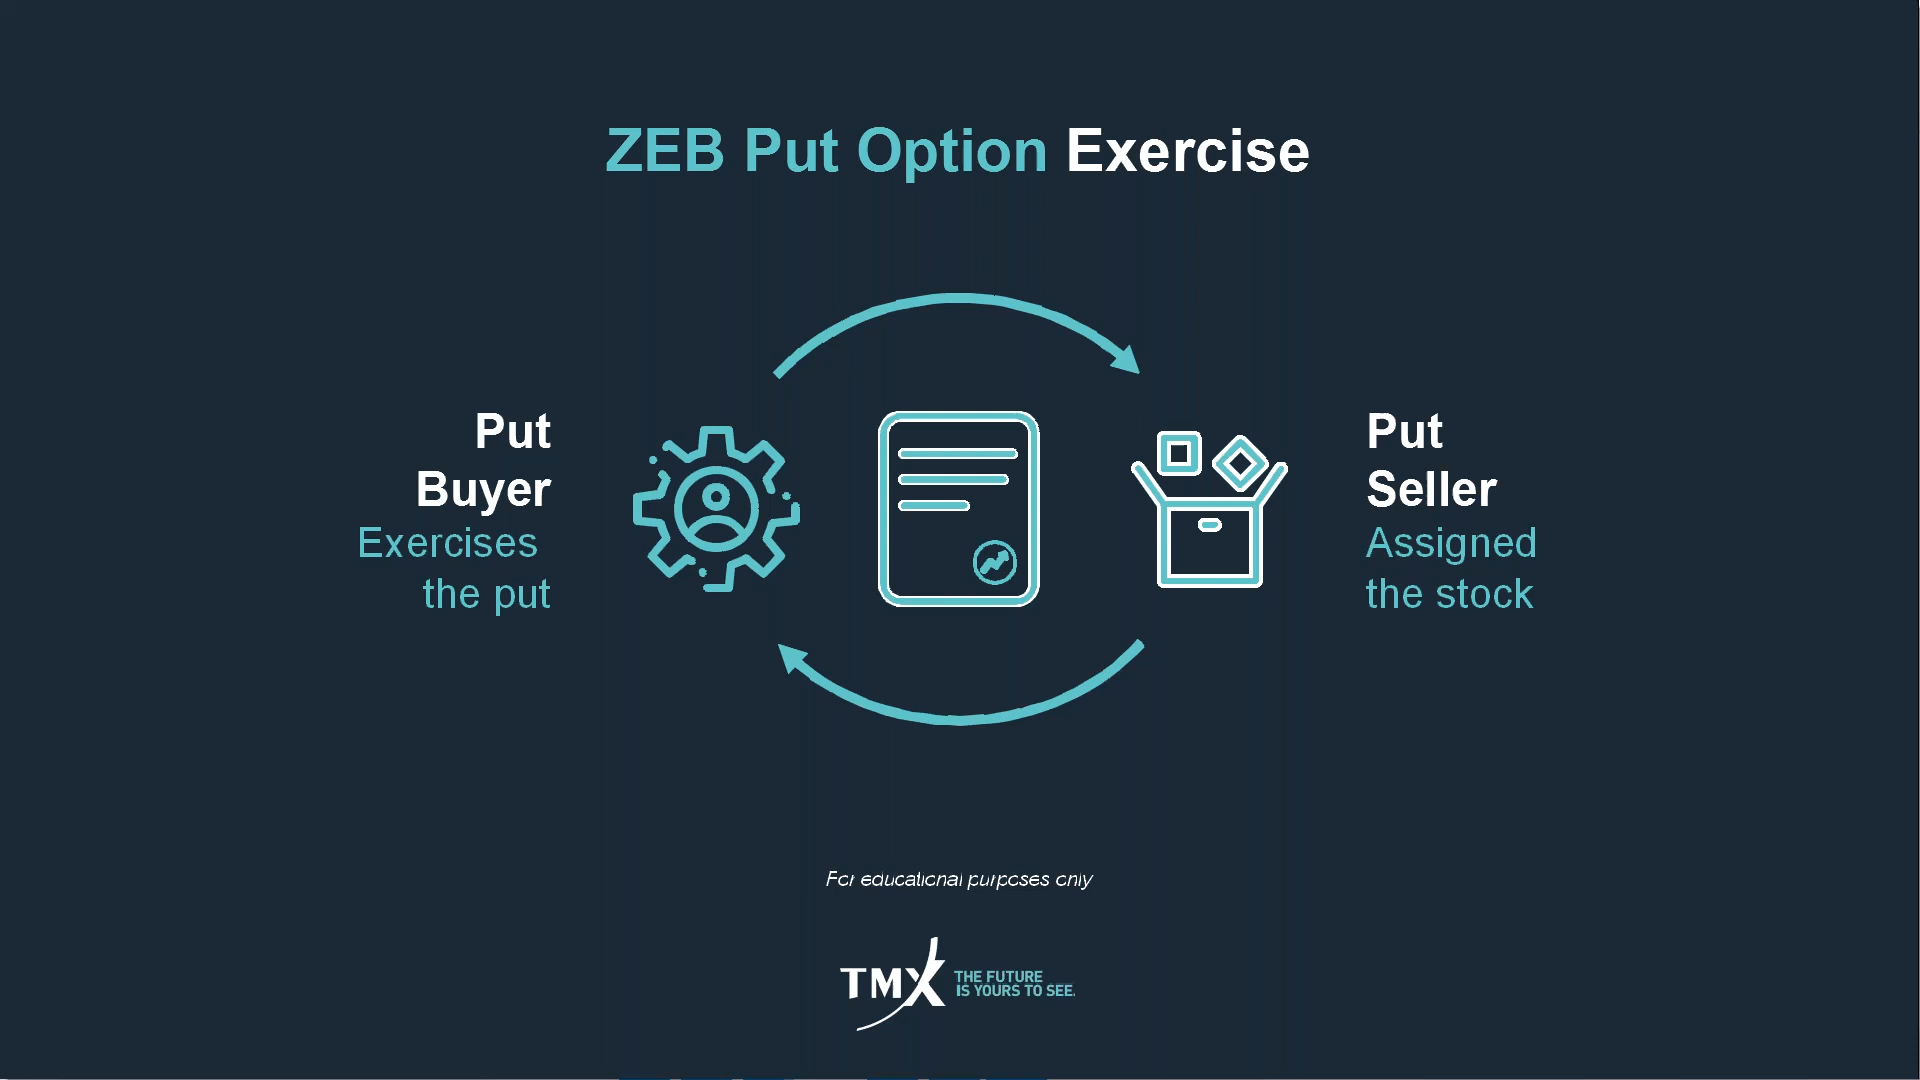 ZEB Put Option Exercise
Put
Buyer
Exercises
the put
Put
Seller
Assigned
the stock
For educational purposes only
TMX
THE FUTURE
IS YOURS TO SEE.